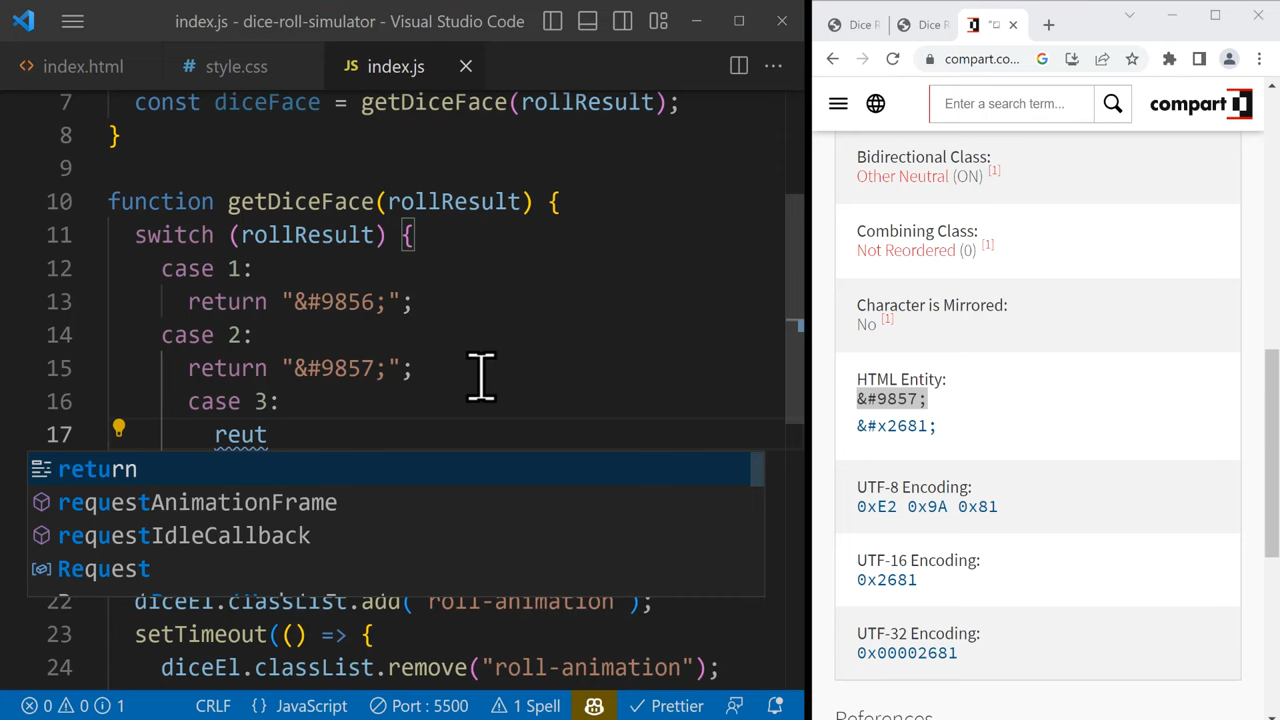 index.js - dice-roll-simulator - Visual Studio Code
index.html
style.css
JS index.js
7 const diceFace = getDiceFace(rollResult);
8 }
9
10 function getDiceFace(rollResult) {
11 switch (rollResult) {
12 case 1:
13 return "&#9856;";
14 case 2:
15 return "&#9857;";
16 case 3:
17 reut
return
requestAnimationFrame
requestIdleCallback
Request
22 diceEl.classList.add("roll-animation");
23 setTimeout(() => {
24 diceEl.classList.remove("roll-animation");
0 0 1 CRLF {} JavaScript Port : 5500 1 Spell Prettier
Dice R
Dice R
compart.co...
Enter a search term...
compart
Bidirectional Class:
Other Neutral (ON) [1]
Combining Class:
Not Reordered (0) [1]
Character is Mirrored:
No [1]
HTML Entity:
&#9857;
&#x2681;
UTF-8 Encoding:
0xE2 0x9A 0x81
UTF-16 Encoding:
0x2681
UTF-32 Encoding:
0x00002681
References